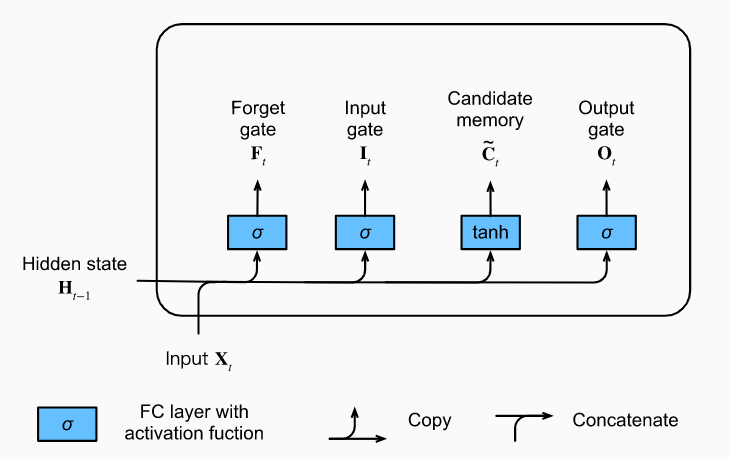 Forget
gate
F_t
Input
gate
I_t
Candidate
memory
C̃_t
Output
gate
O_t
σ
σ
tanh
σ
Hidden state
H_{t−1}
Input X_t
σ
FC layer with
activation fuction
Copy
Concatenate